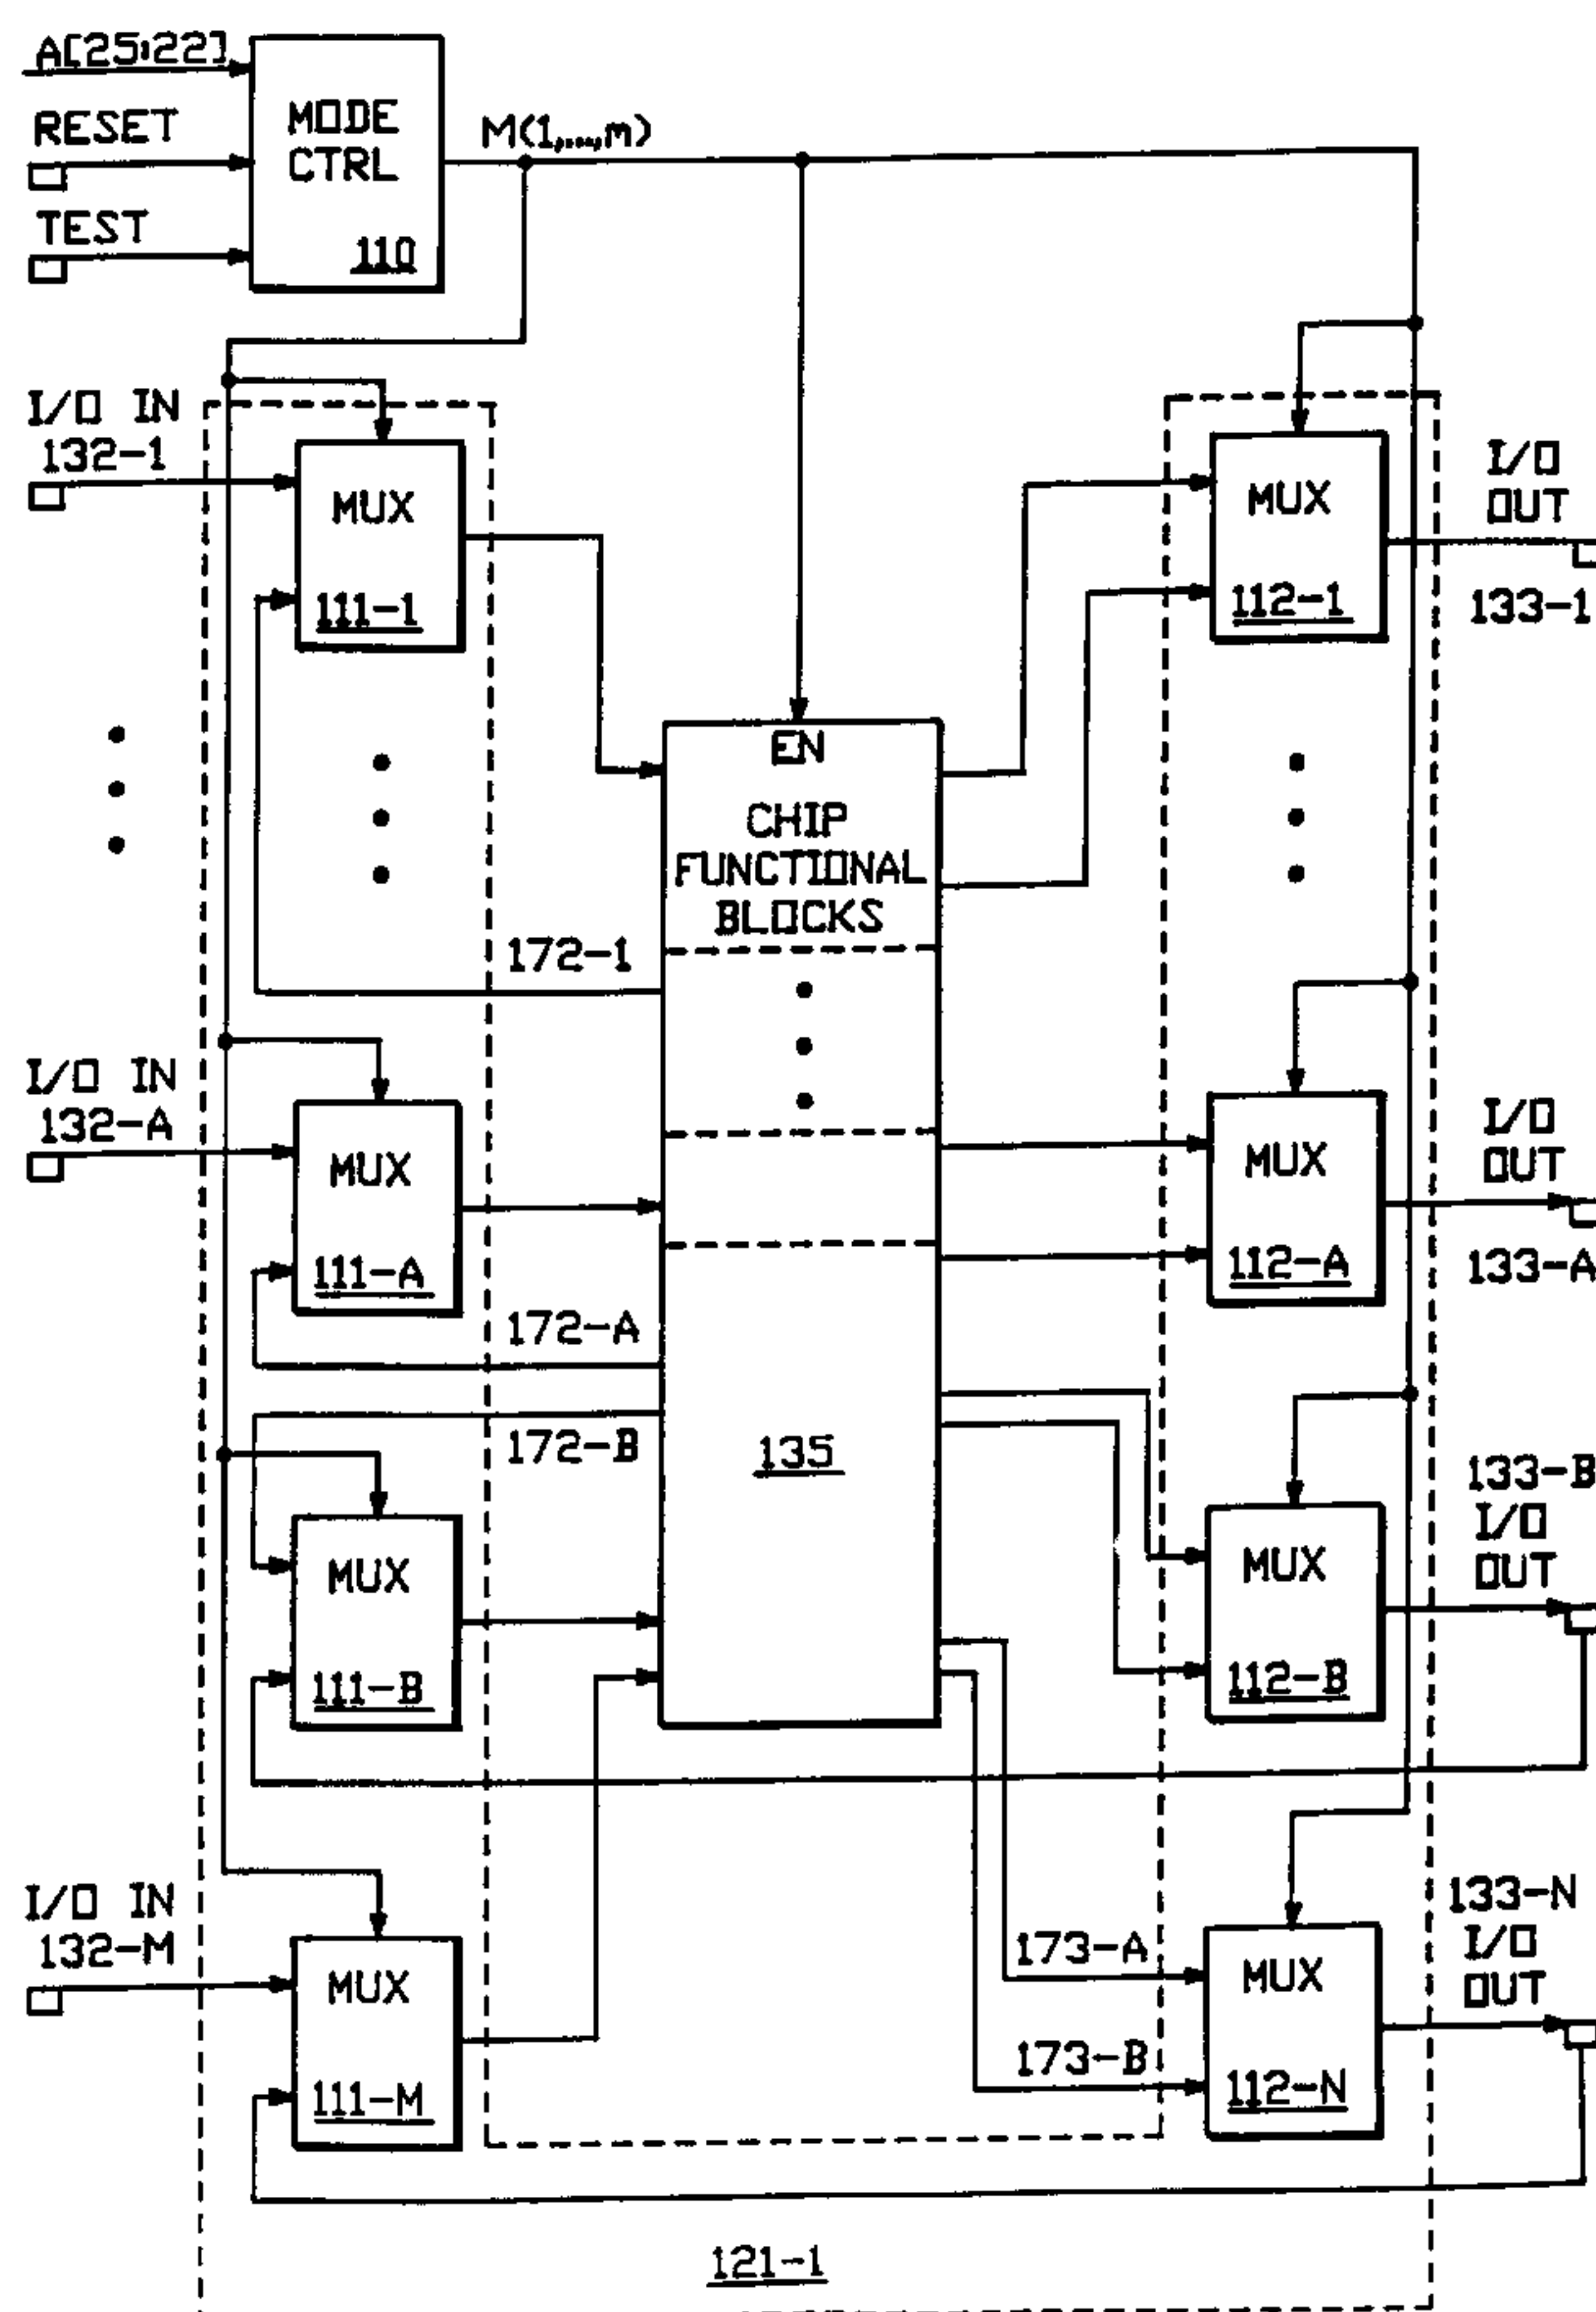 A[25:22]
RESET
TEST
MODE
CTRL
110
M(1,...,m)
I/O IN
132-1
MUX
111-1
MUX
112-1
I/O
OUT
133-1
EN
CHIP
FUNCTIONAL
BLOCKS
172-1
I/O IN
132-A
MUX
111-A
172-A
MUX
112-A
I/O
OUT
133-A
172-B
135
MUX
111-B
MUX
112-B
133-B
I/O
OUT
I/O IN
132-M
MUX
111-M
173-A
173-B
MUX
112-N
133-N
I/O
OUT
121-1